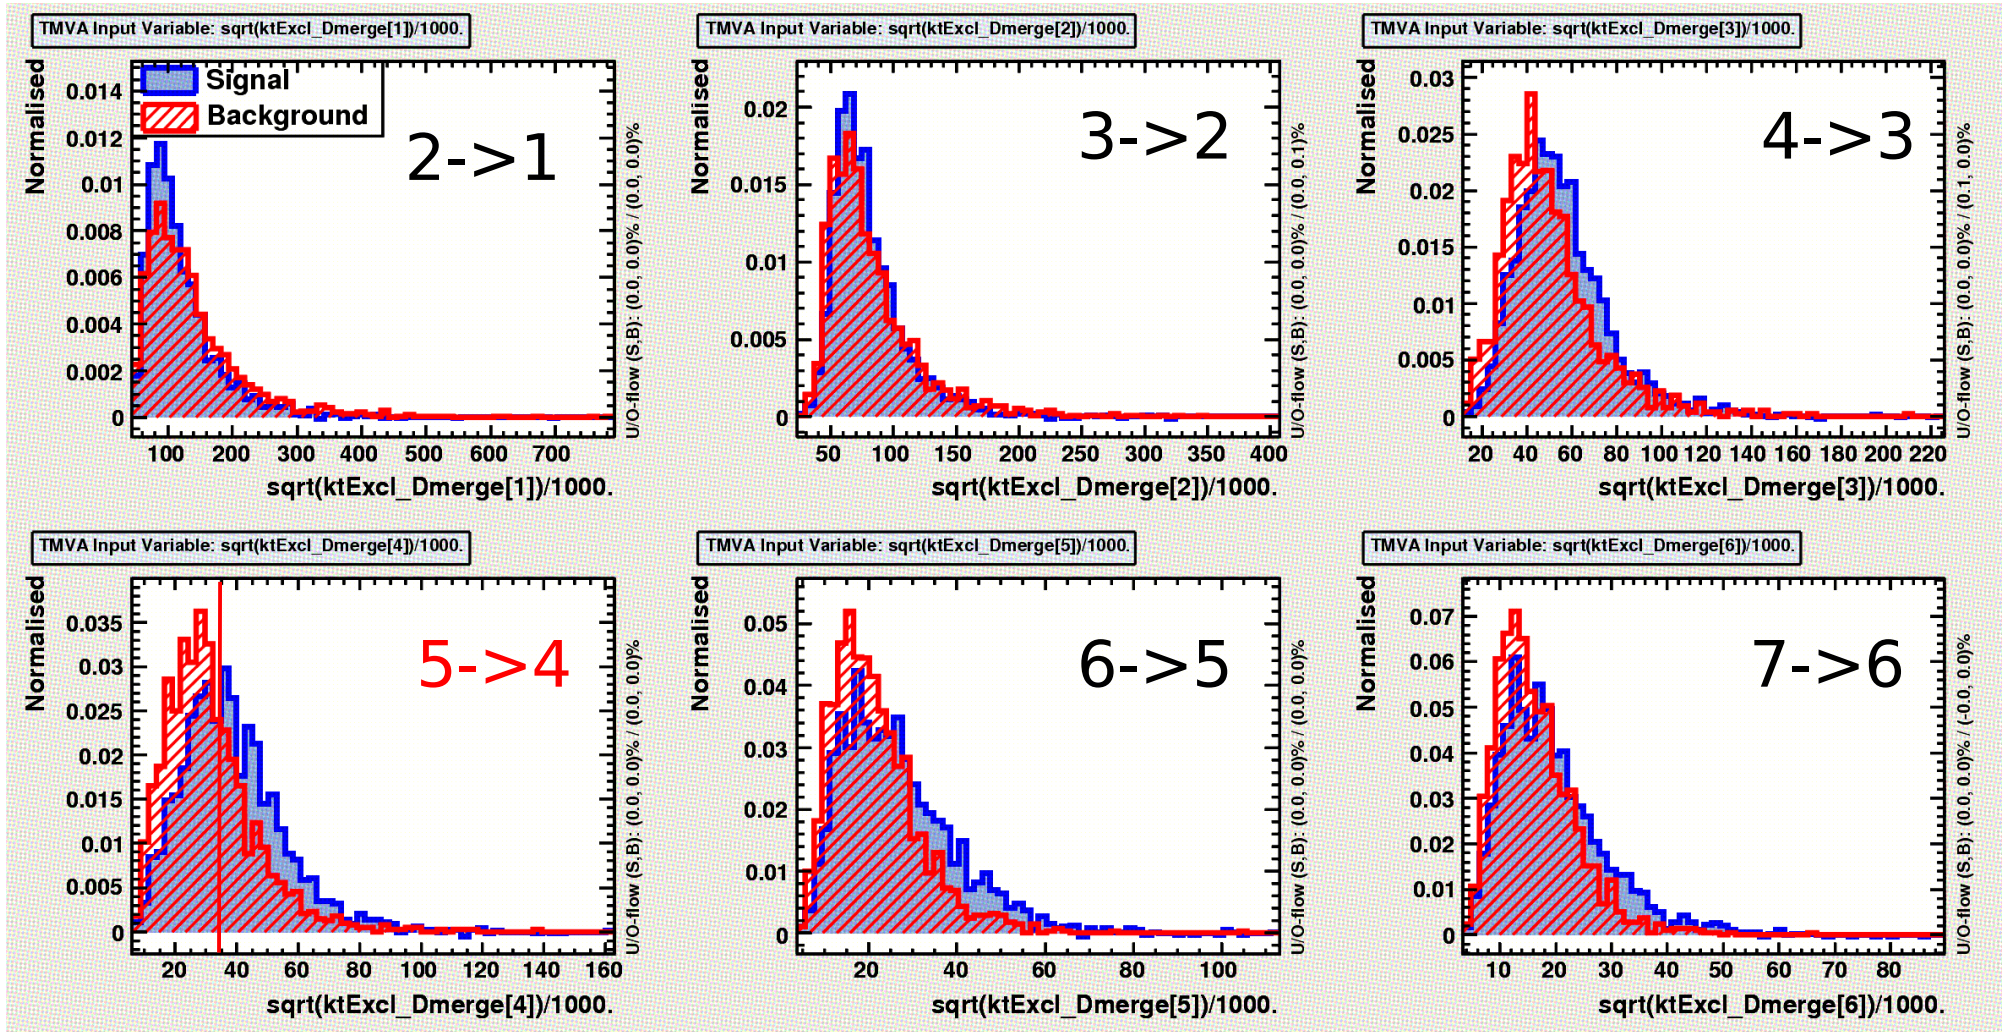 TMVA Input Variable: sqrt(ktExcl_Dmerge[1])/1000.
Normalised
Signal
Background
2->1
0.014
0.012
0.01
0.008
0.006
0.004
0.002
0
100 200 300 400 500 600 700
sqrt(ktExcl_Dmerge[1])/1000.
U/O-flow (S,B): (0.0, 0.0)% / (0.0, 0.0)%
TMVA Input Variable: sqrt(ktExcl_Dmerge[2])/1000.
Normalised
3->2
0.02
0.015
0.01
0.005
0
50 100 150 200 250 300 350 400
sqrt(ktExcl_Dmerge[2])/1000.
U/O-flow (S,B): (0.0, 0.0)% / (0.0, 0.1)%
TMVA Input Variable: sqrt(ktExcl_Dmerge[3])/1000.
Normalised
4->3
0.03
0.025
0.02
0.015
0.01
0.005
0
20 40 60 80 100 120 140 160 180 200 220
sqrt(ktExcl_Dmerge[3])/1000.
U/O-flow (S,B): (0.0, 0.0)% / (0.1, 0.0)%
TMVA Input Variable: sqrt(ktExcl_Dmerge[4])/1000.
Normalised
5->4
0.035
0.03
0.025
0.02
0.015
0.01
0.005
0
20 40 60 80 100 120 140 160
sqrt(ktExcl_Dmerge[4])/1000.
U/O-flow (S,B): (0.0, 0.0)% / (0.0, 0.0)%
TMVA Input Variable: sqrt(ktExcl_Dmerge[5])/1000.
Normalised
6->5
0.05
0.04
0.03
0.02
0.01
0
20 40 60 80 100
sqrt(ktExcl_Dmerge[5])/1000.
U/O-flow (S,B): (0.0, 0.0)% / (0.0, 0.0)%
TMVA Input Variable: sqrt(ktExcl_Dmerge[6])/1000.
Normalised
7->6
0.07
0.06
0.05
0.04
0.03
0.02
0.01
0
10 20 30 40 50 60 70 80
sqrt(ktExcl_Dmerge[6])/1000.
U/O-flow (S,B): (0.0, 0.0)% / (-0.0, 0.0)%